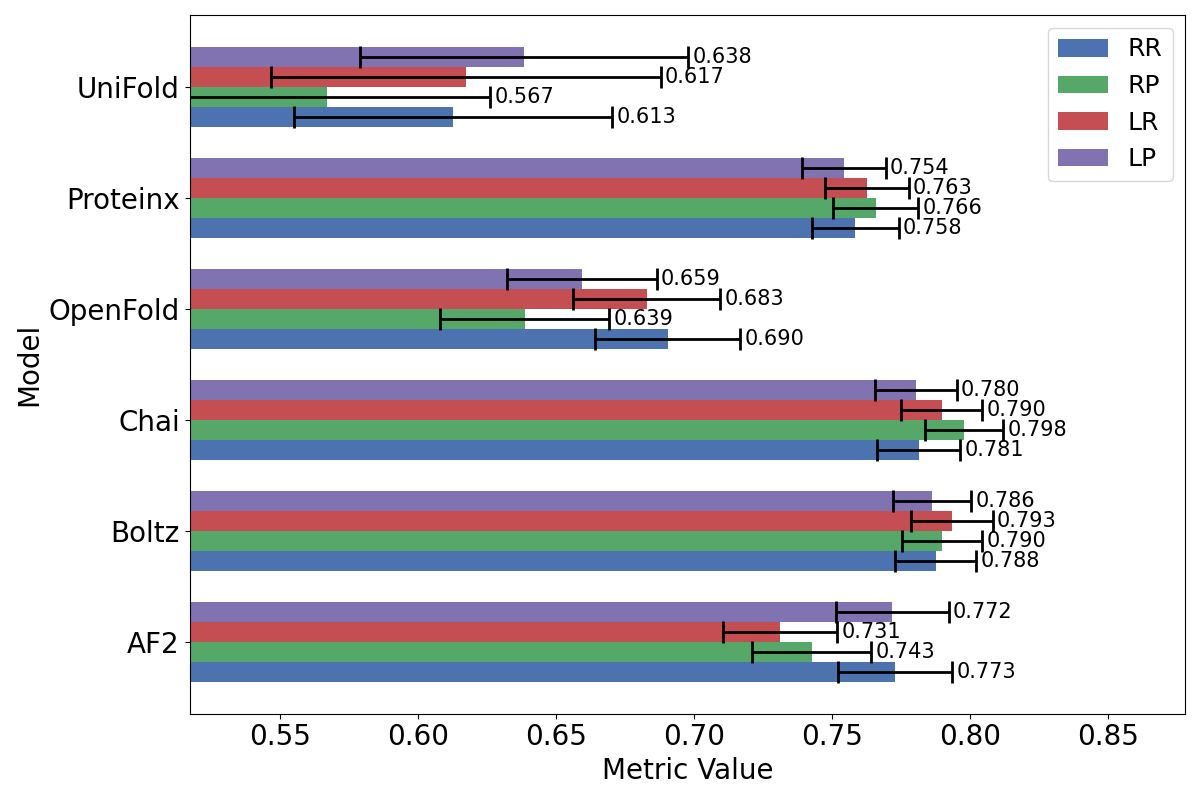 RR
RP
LR
LP
UniFold
0.638
0.617
0.567
0.613
Proteinx
0.754
0.763
0.766
0.758
OpenFold
0.659
0.683
0.639
0.690
Chai
0.780
0.790
0.798
0.781
Boltz
0.786
0.793
0.790
0.788
AF2
0.772
0.731
0.743
0.773
Model
0.55 0.60 0.65 0.70 0.75 0.80 0.85
Metric Value